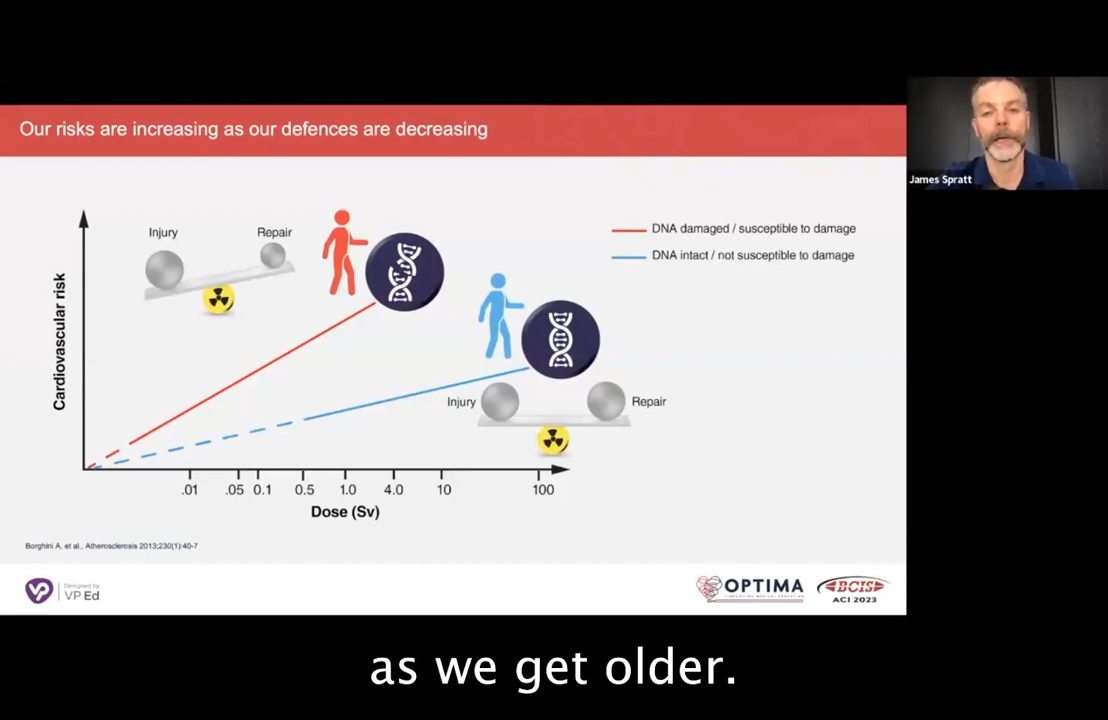 Our risks are increasing as our defences are decreasing
James Spratt
Injury
Repair
DNA damaged / susceptible to damage
DNA intact / not susceptible to damage
Cardiovascular risk
Injury
Repair
.01 .05 0.1 0.5 1.0 4.0 10 100
Dose (Sv)
Borghini A, et al., Atherosclerosis 2013;230(1):40-7
VP
Designed by
VP Ed
OPTIMA
BCIS
ACI 2023
as we get older.